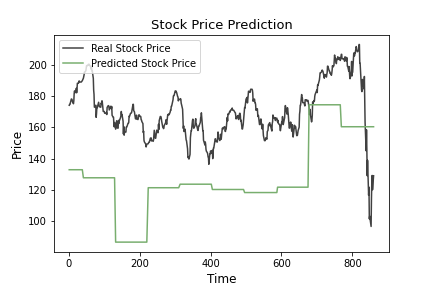 Stock Price Prediction
Real Stock Price
Predicted Stock Price
200
180
160
140
120
100
Price
0 200 400 600 800
Time